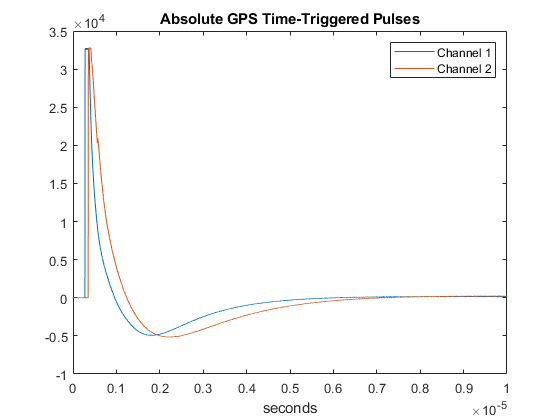 Absolute GPS Time-Triggered Pulses
×10^4
3.5
3
2.5
2
1.5
1
0.5
0
-0.5
-1
Channel 1
Channel 2
0 0.1 0.2 0.3 0.4 0.5 0.6 0.7 0.8 0.9 1
seconds
×10^-5